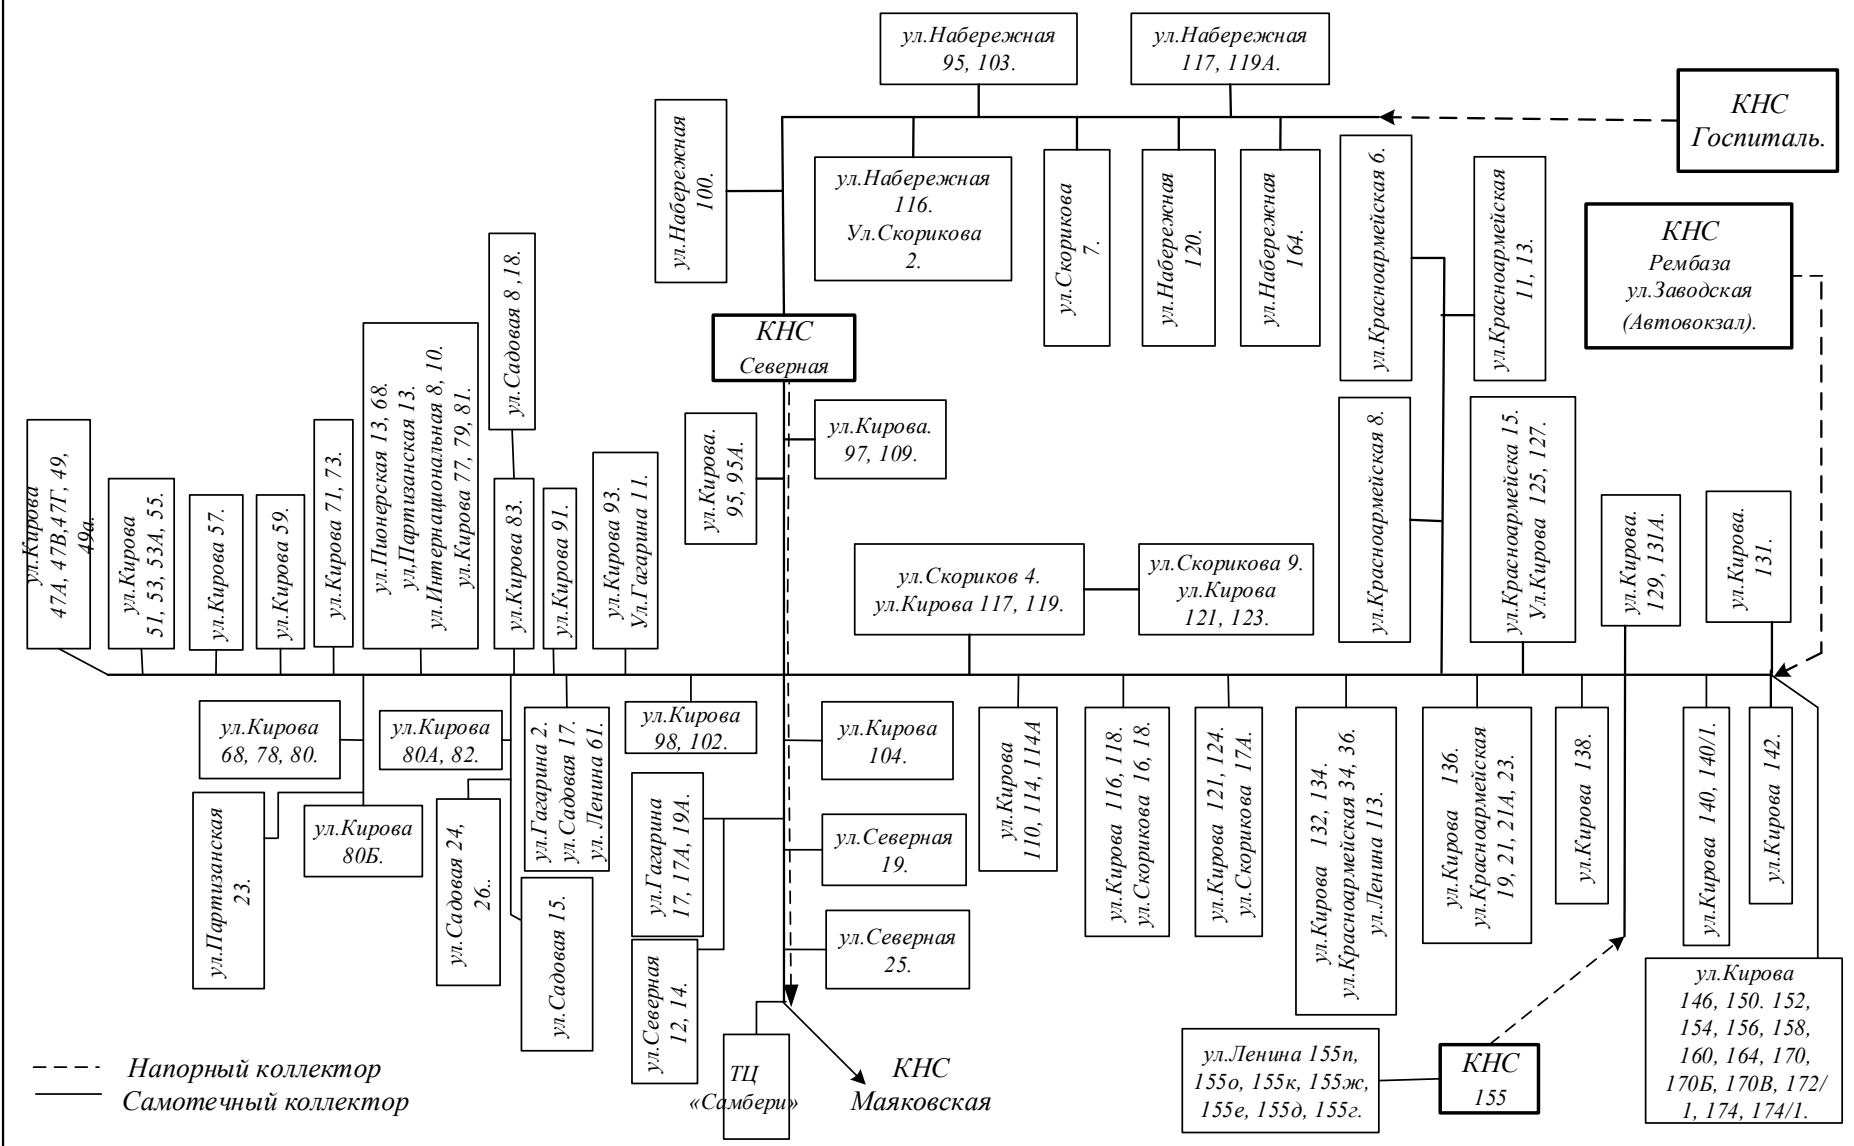 ул.Набережная
95, 103.
ул.Набережная
117, 119А.
КНС
Госпиталь.
ул.Набережная
100.
ул.Набережная
116.
Ул.Скорикова
2.
ул.Скорикова
7.
ул.Набережная
120.
ул.Набережная
164.
ул.Красноармейская 6.
ул.Красноармейская
11, 13.
КНС
Рембаза
ул.Заводская
(Автовокзал).
КНС
Северная
ул.Кирова
47А, 47В,47Г, 49,
49а.
ул.Кирова
51, 53, 53А, 55.
ул.Кирова 57.
ул.Кирова 59.
ул.Кирова 71, 73.
ул.Пионерская 13, 68.
ул,Партизанская 13.
ул.Интернациональная 8, 10.
ул.Кирова 77, 79, 81.
ул.Садовая 8 ,18.
ул.Кирова 83.
ул.Кирова 91.
ул.Кирова 93.
Ул.Гагарина 11.
ул.Кирова.
95, 95А.
ул.Кирова.
97, 109.
ул.Скориков 4.
ул.Кирова 117, 119.
ул.Скорикова 9.
ул.Кирова
121, 123.
ул.Красноармейская 8.
ул.Красноармейска 15.
Ул.Кирова 125, 127.
ул.Кирова.
129, 131А.
ул.Кирова.
131.
ул.Кирова
68, 78, 80.
ул.Партизанская
23.
ул.Кирова
80Б.
ул.Кирова
80А, 82.
ул.Садовая 24,
26..
ул.Садовая 15.
ул.Гагарина 2.
ул.Садовая 17.
ул. Ленина 61.
ул.Кирова
98, 102.
ул.Гагарина
17, 17А, 19А.
ул.Северная
12, 14.
ул.Кирова
104.
ул.Северная
19.
ул.Северная
25.
ул.Кирова
110, 114, 114А
ул.Кирова 116, 118.
ул.Скорикова 16, 18.
ул.Кирова 121, 124.
ул.Скорикова 17А.
ул.Кирова 132, 134.
ул.Красноармейская 34, 36.
ул.Ленина 113.
ул.Кирова 136.
ул.Красноармейская
19, 21, 21А, 23.
ул.Кирова 138.
ул.Кирова 140, 140/1.
ул.Кирова 142.
ул.Кирова
146, 150. 152,
154, 156, 158,
160, 164, 170,
170Б, 170В, 172/
1, 174, 174/1.
ул.Ленина 155п,
155о, 155к, 155ж,
155е, 155д, 155г.
КНС
155
ТЦ
«Самбери»
КНС
Маяковская
Напорный коллектор
Самотечный коллектор